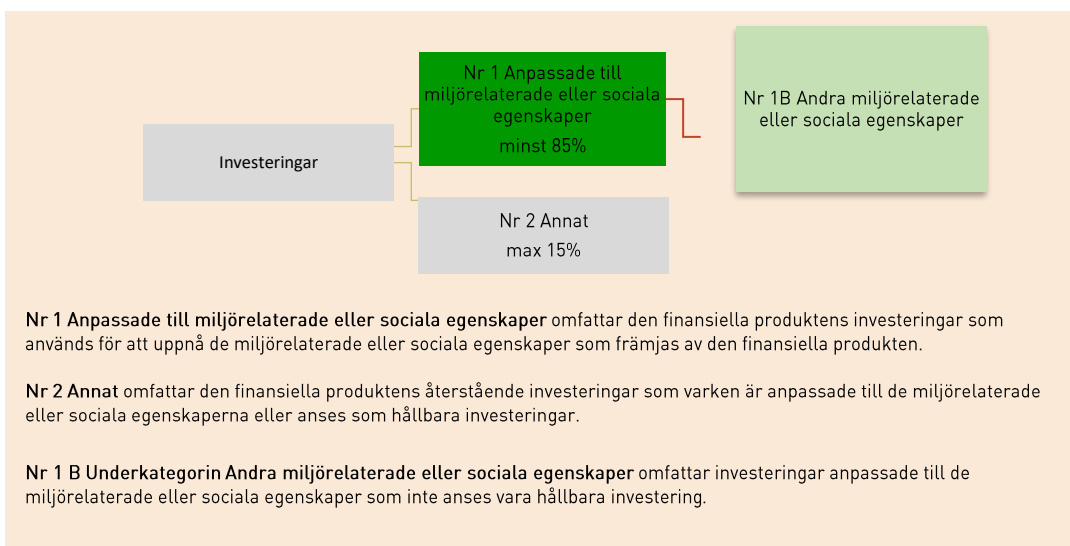 Investeringar
Nr 1 Anpassade till
miljörelaterade eller sociala
egenskaper
minst 85%
Nr 2 Annat
max 15%
Nr 1B Andra miljörelaterade
eller sociala egenskaper
Nr 1 Anpassade till miljörelaterade eller sociala egenskaper omfattar den finansiella produktens investeringar som
används för att uppnå de miljörelaterade eller sociala egenskaper som främjas av den finansiella produkten.
Nr 2 Annat omfattar den finansiella produktens återstående investeringar som varken är anpassade till de miljörelaterade
eller sociala egenskaperna eller anses som hållbara investeringar.
Nr 1 B Underkategorin Andra miljörelaterade eller sociala egenskaper omfattar investeringar anpassade till de
miljörelaterade eller sociala egenskaper som inte anses vara hållbara investering.